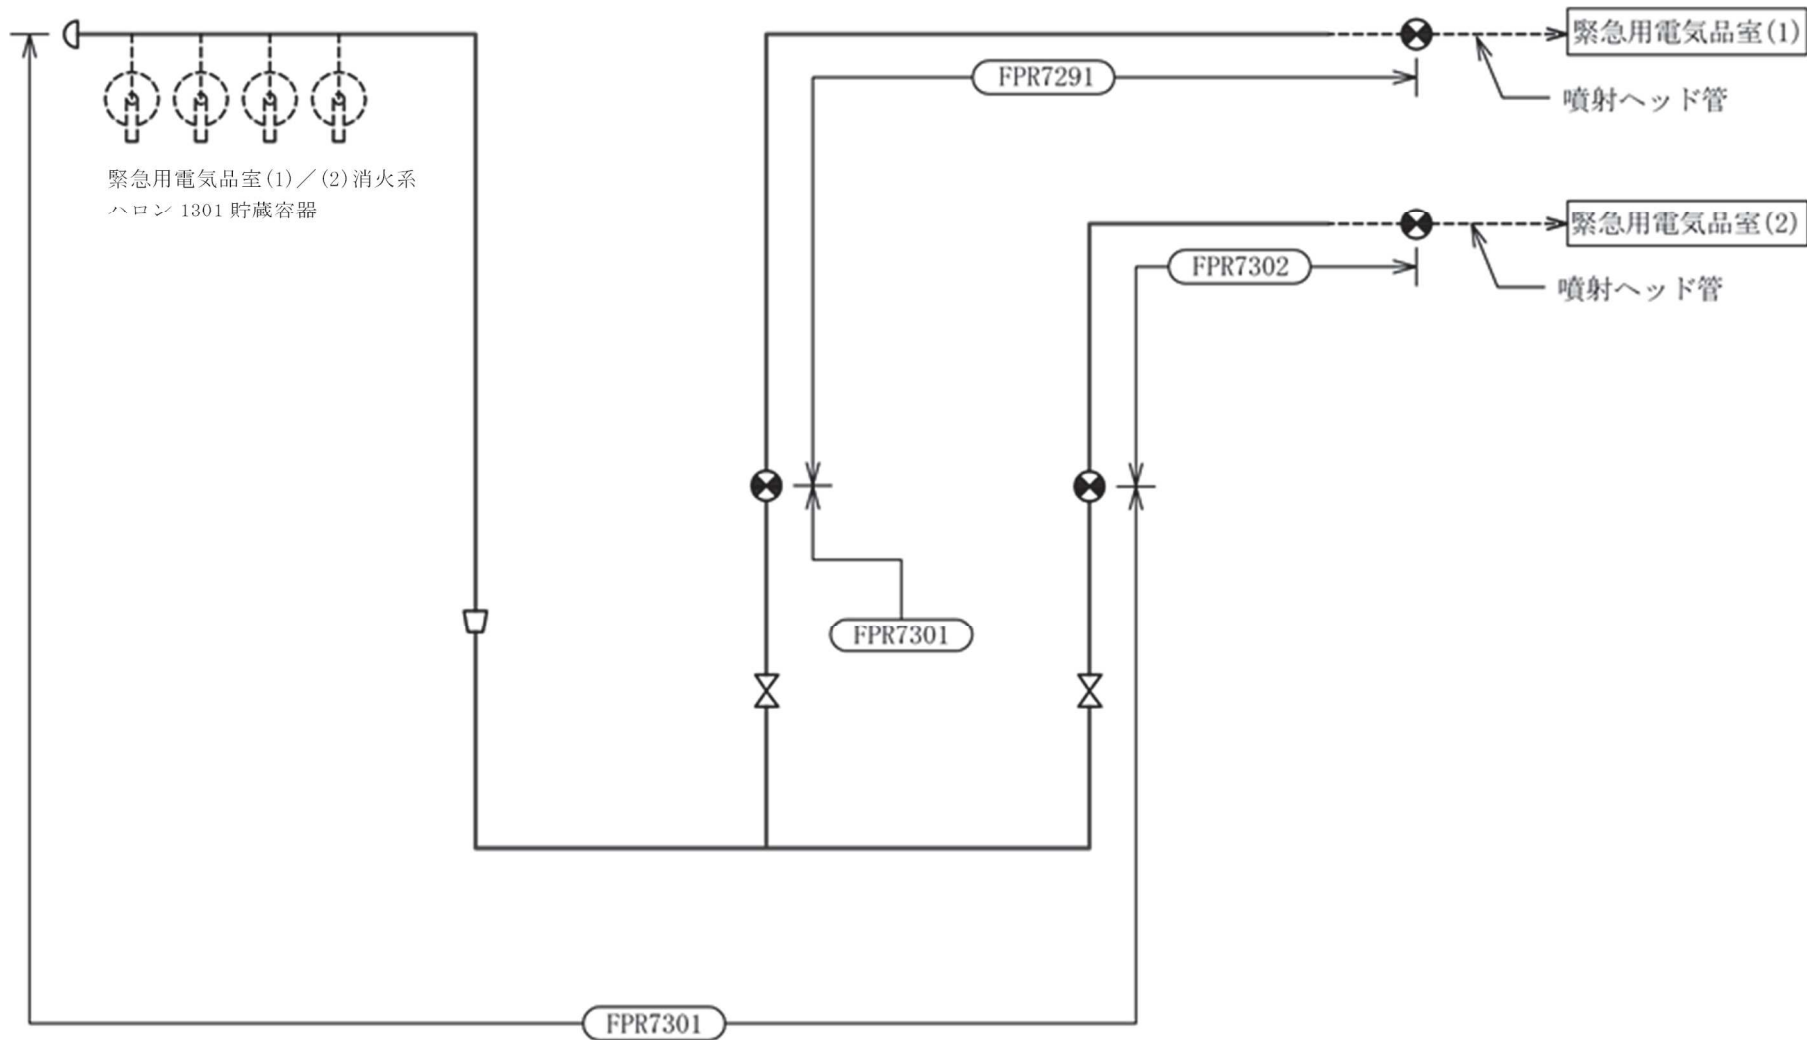 緊急用電気品室(1)
FPR7291
噴射ヘッド管
緊急用電気品室(1)／(2)消火系
ハロン 1301 貯蔵容器
緊急用電気品室(2)
FPR7302
噴射ヘッド管
FPR7301
FPR7301